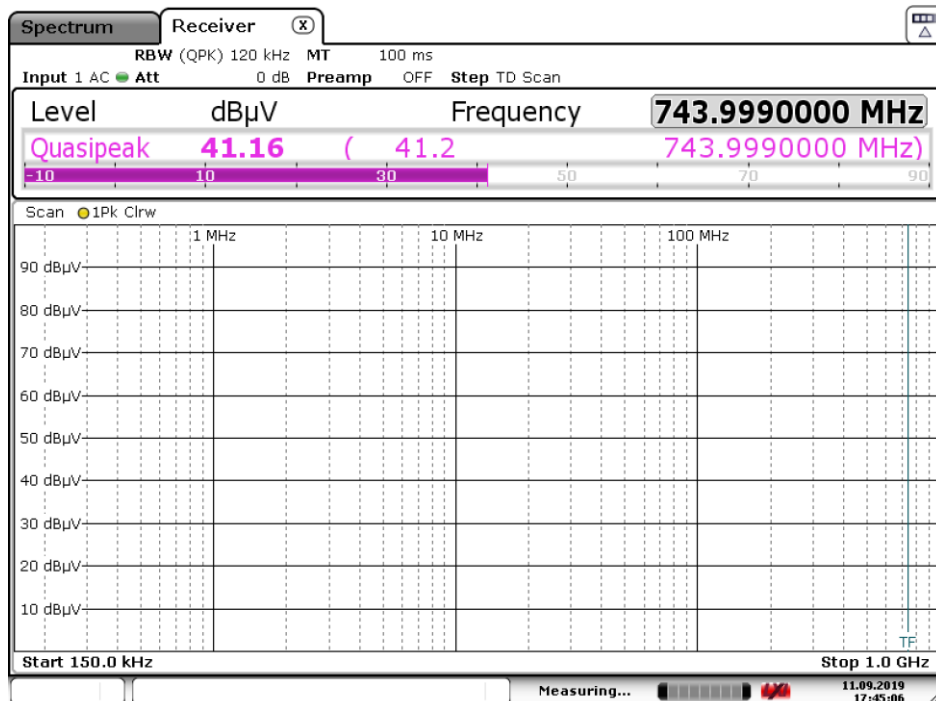 Spectrum Receiver X
RBW (QPK) 120 kHz MT 100 ms
Input 1 AC Att 0 dB Preamp OFF Step TD Scan
Level dBµV Frequency 743.9990000 MHz
Quasipeak 41.16 ( 41.2 743.9990000 MHz)
-10 10 30 50 70 90
Scan 1Pk Clrw
1 MHz 10 MHz 100 MHz
90 dBµV
80 dBµV
70 dBµV
60 dBµV
50 dBµV
40 dBµV
30 dBµV
20 dBµV
10 dBµV
TF
Start 150.0 kHz Stop 1.0 GHz
Measuring... 11.09.2019
17:45:06